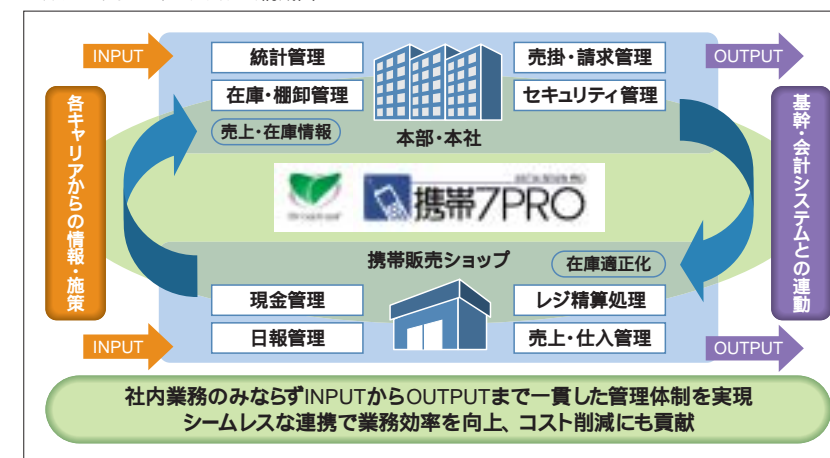 INPUT
統計管理
売掛・請求管理
OUTPUT
在庫・棚卸管理
セキュリティ管理
売上・在庫情報
本部・本社
各キャリアからの情報・施策
基幹・会計システムとの連動
携帯7PRO
携帯販売ショップ
在庫適正化
現金管理
レジ精算処理
INPUT
日報管理
売上・仕入管理
OUTPUT
社内業務のみならずINPUTからOUTPUTまで一貫した管理体制を実現
シームレスな連携で業務効率を向上、コスト削減にも貢献